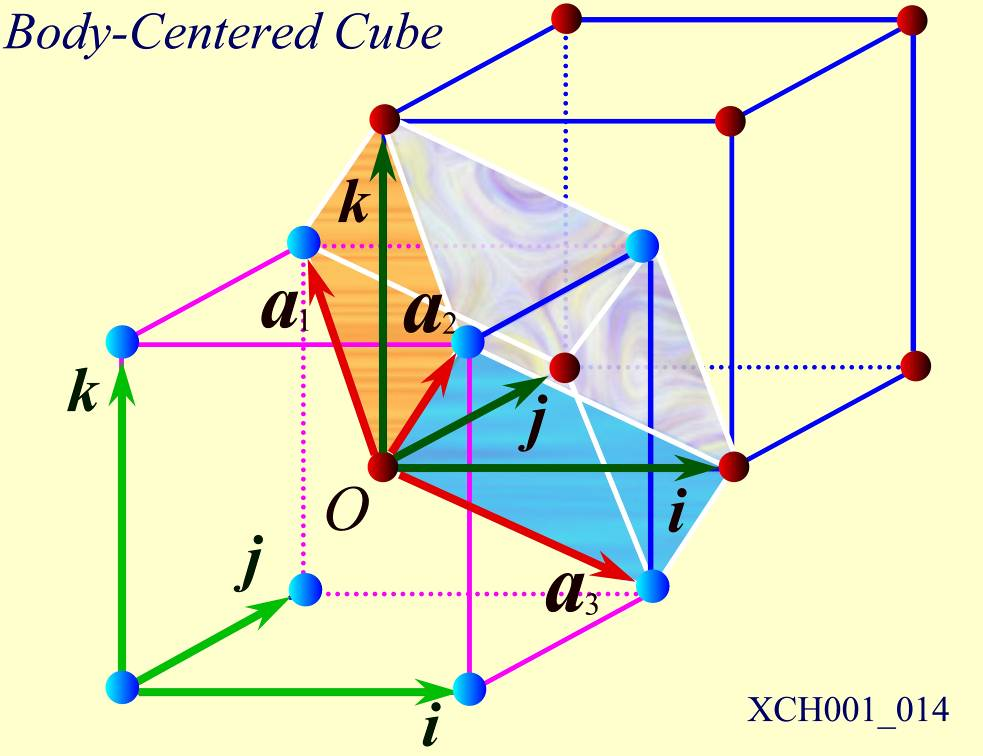 Body-Centered Cube
k
a1
a2
k
j
O
i
j
a3
i
XCH001_014